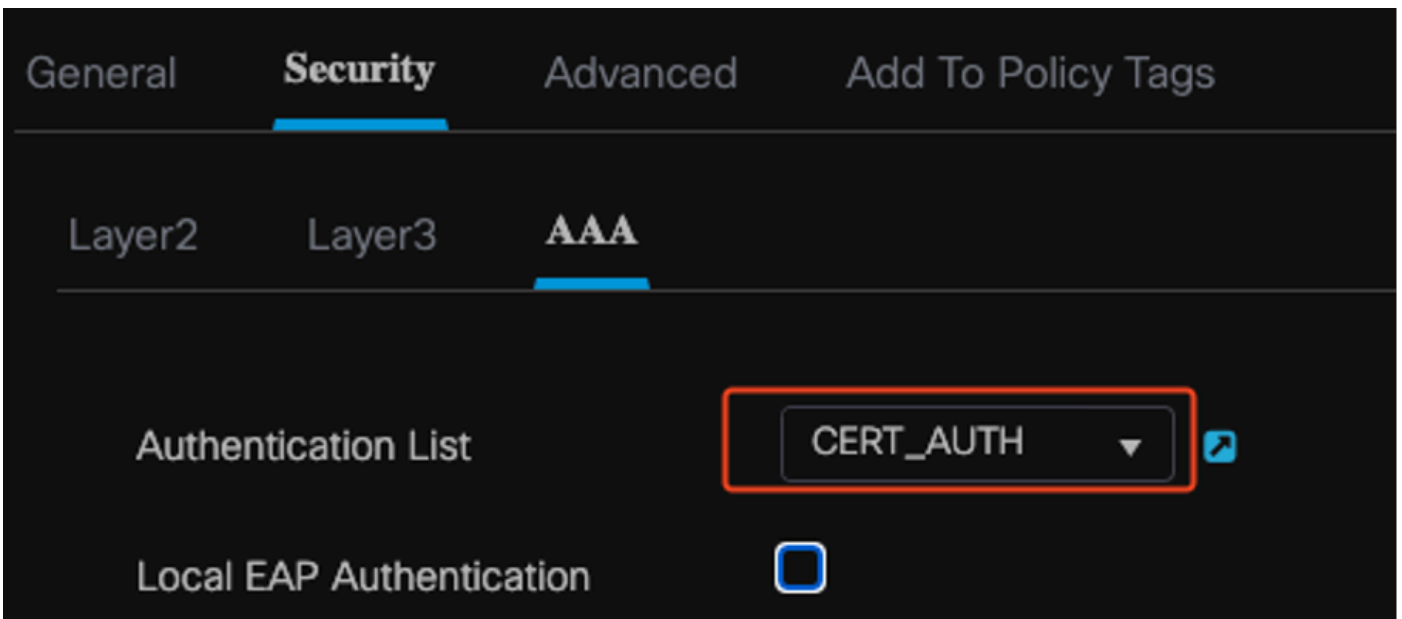 General Security Advanced Add To Policy Tags
Layer2 Layer3 AAA
Authentication List CERT_AUTH
Local EAP Authentication